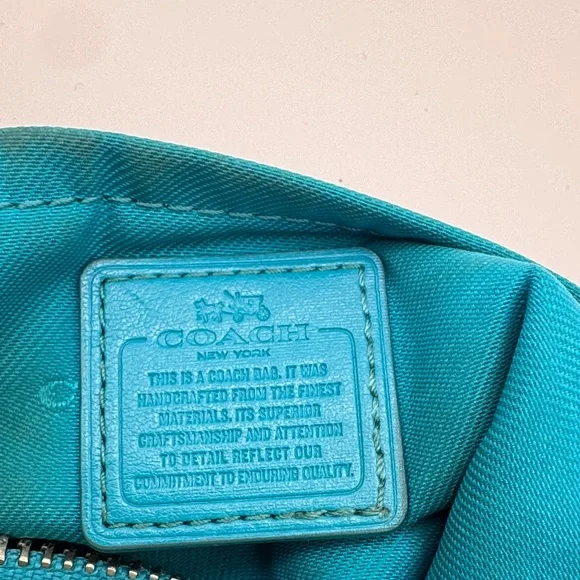 COACH
NEW YORK
THIS IS A COACH BAG. IT WAS
HANDCRAFTED FROM THE FINEST
MATERIALS. ITS SUPERIOR
CRAFTSMANSHIP AND ATTENTION
TO DETAIL REFLECT OUR
COMMITMENT TO ENDURING QUALITY.